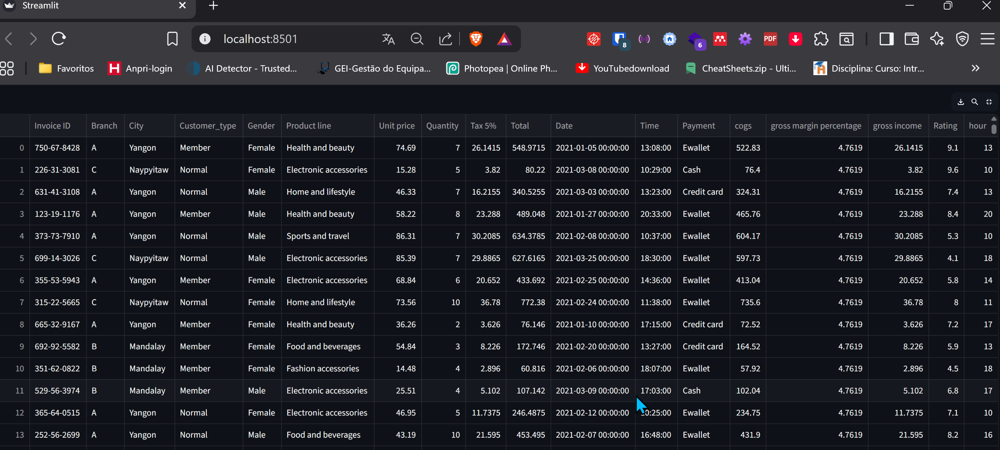 Streamlit
localhost:8501
8
6
PDF
Favoritos Anpri-login AI Detector - Trusted... GEI-Gestão do Equipa... Photopea | Online Ph... YouTubedownload CheatSheets.zip - Ulti... Disciplina: Curso: Intr...
Invoice ID Branch City Customer_type Gender Product line Unit price Quantity Tax 5% Total Date Time Payment cogs gross margin percentage gross income Rating hour
0 750-67-8428 A Yangon Member Female Health and beauty 74.69 7 26.1415 548.9715 2021-01-05 00:00:00 13:08:00 Ewallet 522.83 4.7619 26.1415 9.1 13
1 226-31-3081 C Naypyitaw Normal Female Electronic accessories 15.28 5 3.82 80.22 2021-03-08 00:00:00 10:29:00 Cash 76.4 4.7619 3.82 9.6 10
2 631-41-3108 A Yangon Normal Male Home and lifestyle 46.33 7 16.2155 340.5255 2021-03-03 00:00:00 13:23:00 Credit card 324.31 4.7619 16.2155 7.4 13
3 123-19-1176 A Yangon Member Male Health and beauty 58.22 8 23.288 489.048 2021-01-27 00:00:00 20:33:00 Ewallet 465.76 4.7619 23.288 8.4 20
4 373-73-7910 A Yangon Normal Male Sports and travel 86.31 7 30.2085 634.3785 2021-02-08 00:00:00 10:37:00 Ewallet 604.17 4.7619 30.2085 5.3 10
5 699-14-3026 C Naypyitaw Normal Male Electronic accessories 85.39 7 29.8865 627.6165 2021-03-25 00:00:00 18:30:00 Ewallet 597.73 4.7619 29.8865 4.1 18
6 355-53-5943 A Yangon Member Female Electronic accessories 68.84 6 20.652 433.692 2021-02-25 00:00:00 14:36:00 Ewallet 413.04 4.7619 20.652 5.8 14
7 315-22-5665 C Naypyitaw Normal Female Home and lifestyle 73.56 10 36.78 772.38 2021-02-24 00:00:00 11:38:00 Ewallet 735.6 4.7619 36.78 8 11
8 665-32-9167 A Yangon Member Female Health and beauty 36.26 2 3.626 76.146 2021-01-10 00:00:00 17:15:00 Credit card 72.52 4.7619 3.626 7.2 17
9 692-92-5582 B Mandalay Member Female Food and beverages 54.84 3 8.226 172.746 2021-02-20 00:00:00 13:27:00 Credit card 164.52 4.7619 8.226 5.9 13
10 351-62-0822 B Mandalay Member Female Fashion accessories 14.48 4 2.896 60.816 2021-02-06 00:00:00 18:07:00 Ewallet 57.92 4.7619 2.896 4.5 18
11 529-56-3974 B Mandalay Member Male Electronic accessories 25.51 4 5.102 107.142 2021-03-09 00:00:00 17:03:00 Cash 102.04 4.7619 5.102 6.8 17
12 365-64-0515 A Yangon Normal Female Electronic accessories 46.95 5 11.7375 246.4875 2021-02-12 00:00:00 10:25:00 Ewallet 234.75 4.7619 11.7375 7.1 10
13 252-56-2699 A Yangon Normal Male Food and beverages 43.19 10 21.595 453.495 2021-02-07 00:00:00 16:48:00 Ewallet 431.9 4.7619 21.595 8.2 16